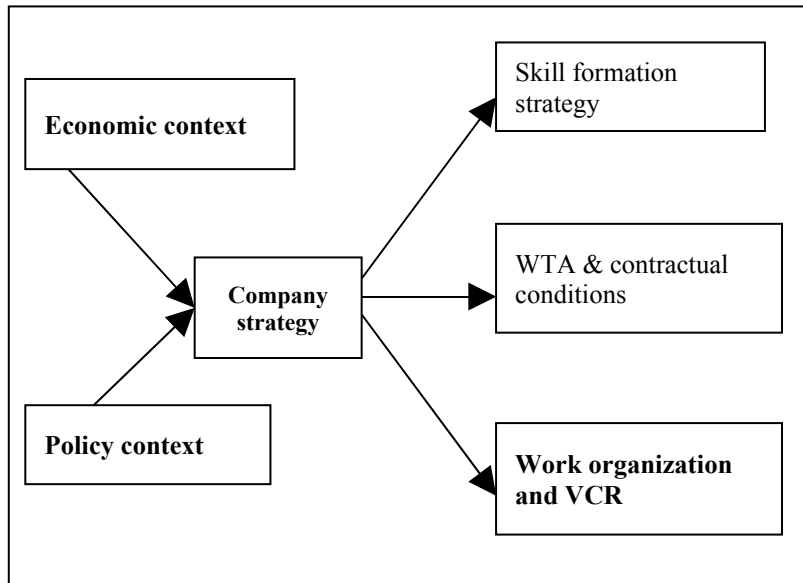 Economic context
Policy context
Company
strategy
Skill formation
strategy
WTA & contractual
conditions
Work organization
and VCR